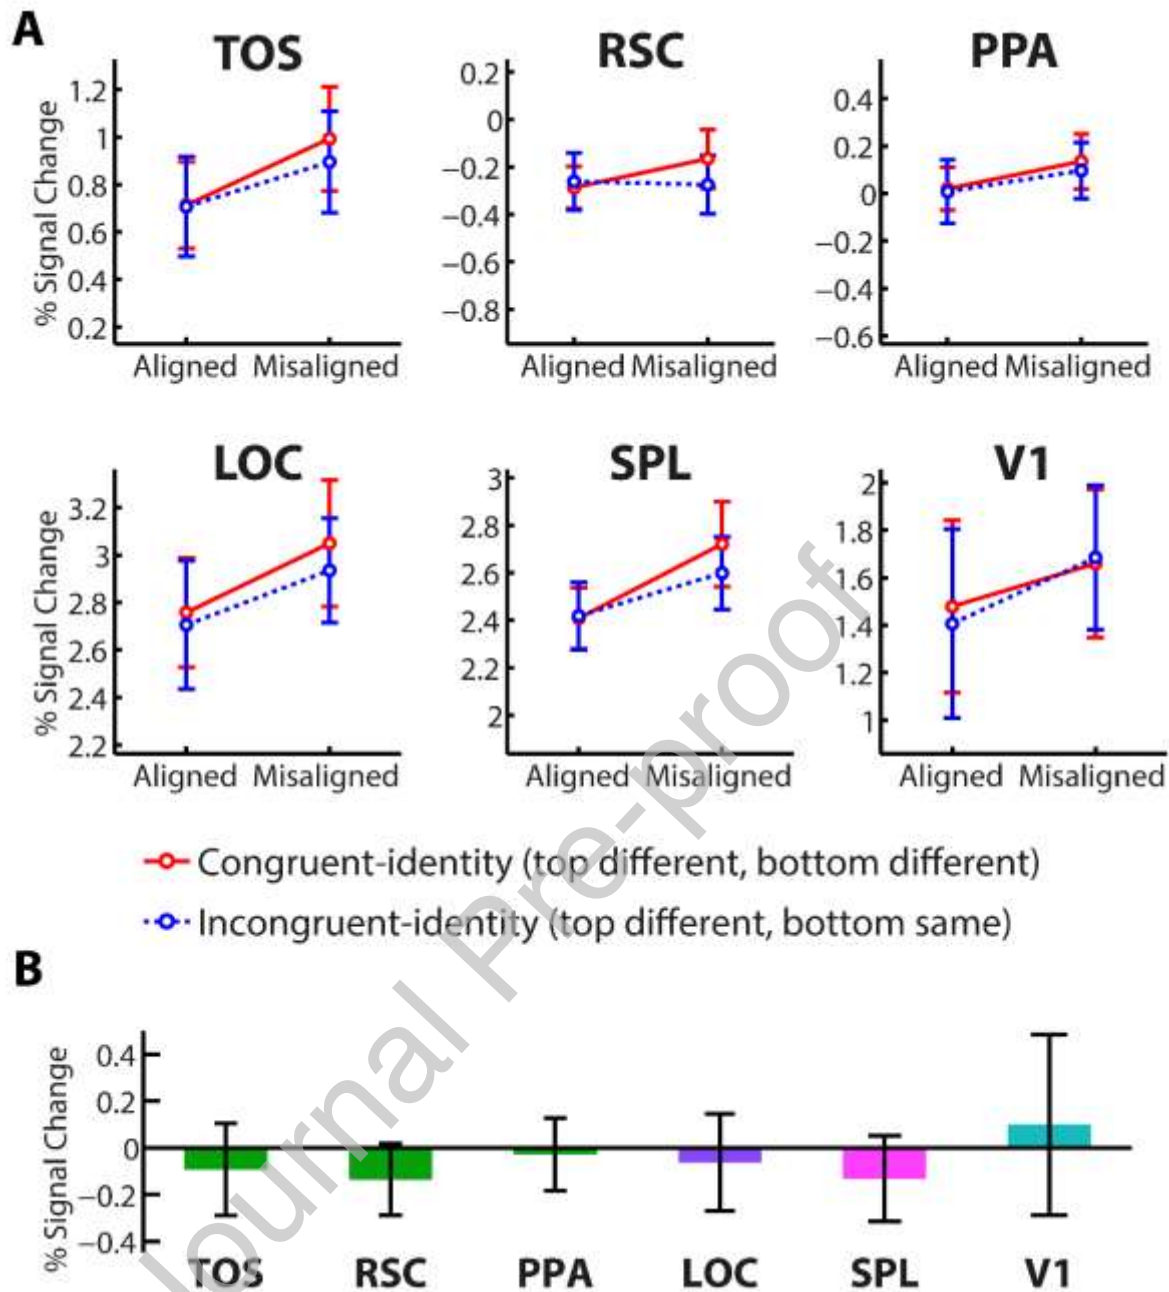 A
TOS RSC PPA
% Signal Change
1.2
1
0.8
0.6
0.4
0.2
Aligned Misaligned
0.2
0
−0.2
−0.4
−0.6
−0.8
Aligned Misaligned
0.4
0.2
0
−0.2
−0.4
−0.6
Aligned Misaligned
LOC SPL V1
% Signal Change
3.2
3
2.8
2.6
2.4
2.2
Aligned Misaligned
3
2.8
2.6
2.4
2.2
2
Aligned Misaligned
2
1.8
1.6
1.4
1.2
1
Aligned Misaligned
Congruent-identity (top different, bottom different)
Incongruent-identity (top different, bottom same)
B
% Signal Change
0.4
0.2
0
−0.2
−0.4
TOS RSC PPA LOC SPL V1
Journal Pre-proof